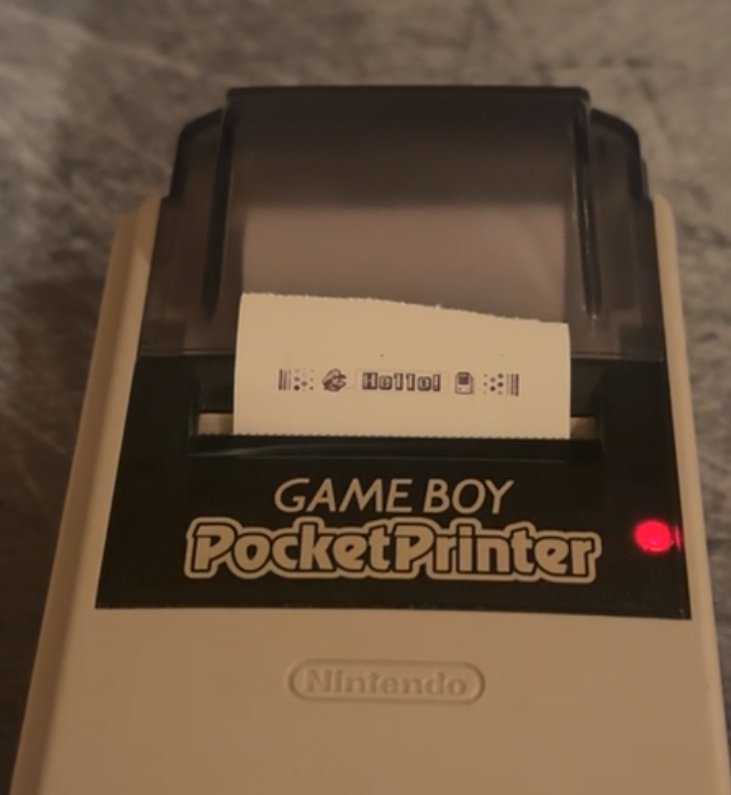 Hello!
GAME BOY
PocketPrinter
Nintendo